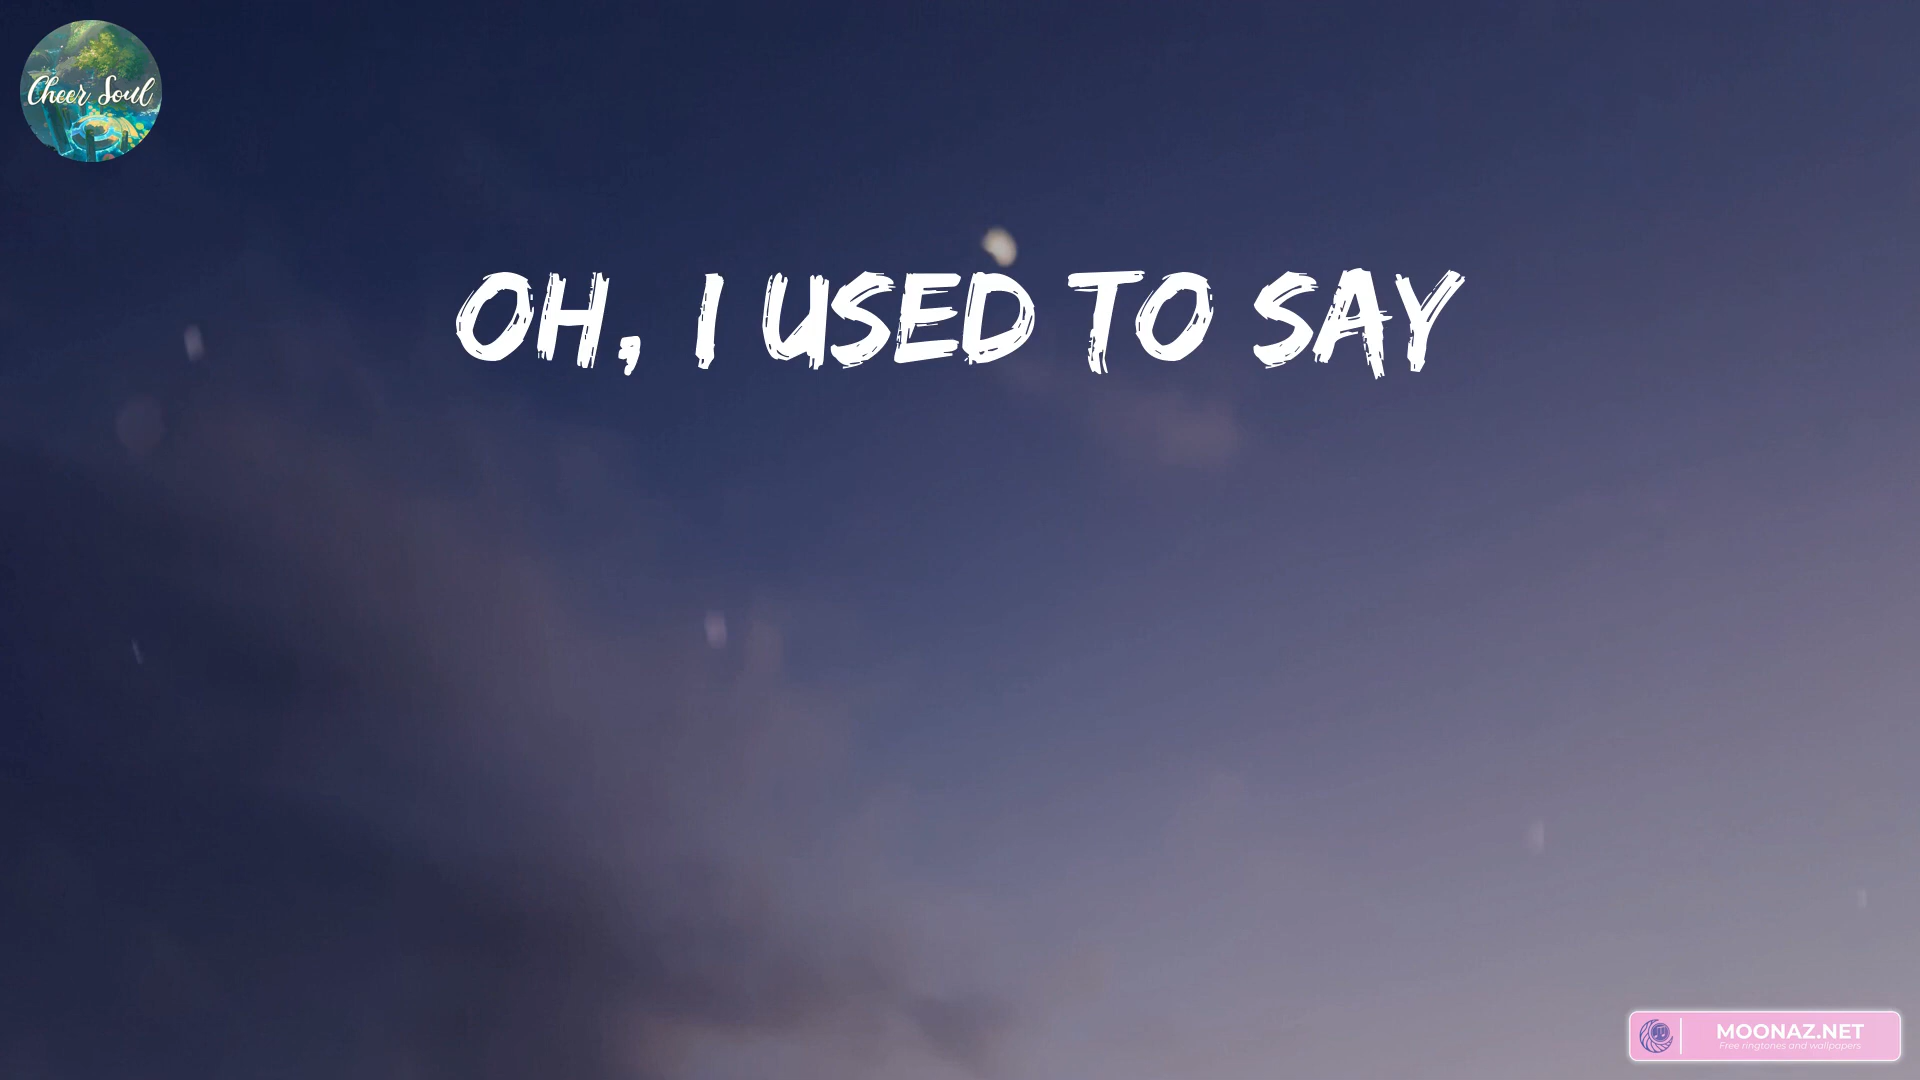 Cheer Soul
OH, I USED TO SAY
MOONAZ.NET
Free ringtones and wallpapers